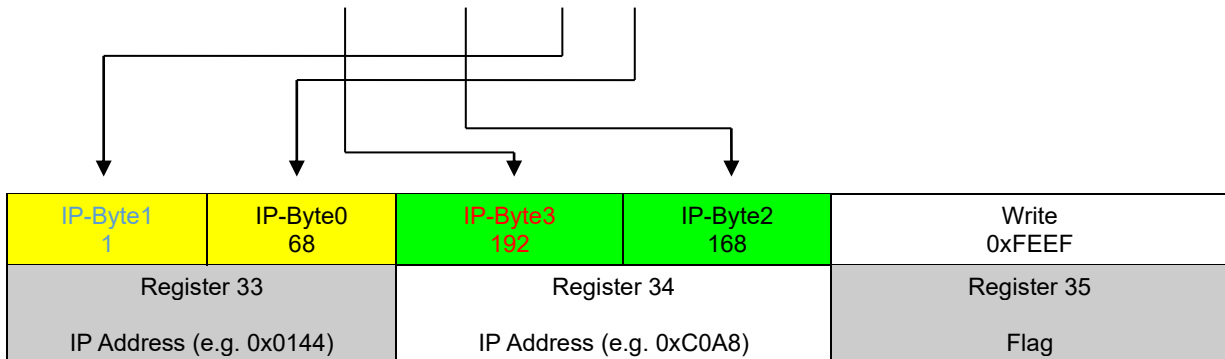 IP-Byte1
1
IP-Byte0
68
IP-Byte3
192
IP-Byte2
168
Write
0xFEEF
Register 33
IP Address (e.g. 0x0144)
Register 34
IP Address (e.g. 0xC0A8)
Register 35
Flag